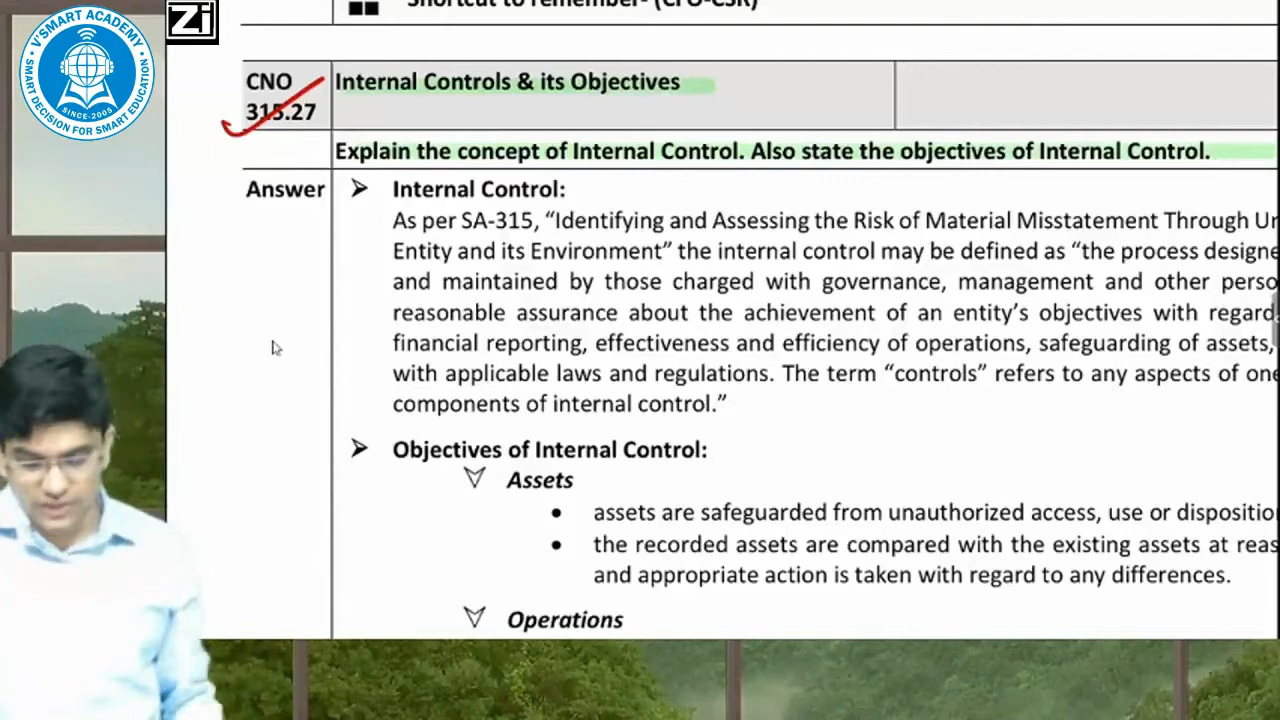 V'SMART ACADEMY
SINCE-2005
SMART DECISION FOR SMART EDUCATION
Zi
Shortcut to remember- (CFO-CSR)
CNO
315.27
Internal Controls & its Objectives
Explain the concept of Internal Control. Also state the objectives of Internal Control.
Answer
➢ Internal Control:
As per SA-315, “Identifying and Assessing the Risk of Material Misstatement Through Un
Entity and its Environment” the internal control may be defined as “the process designe
and maintained by those charged with governance, management and other perso
reasonable assurance about the achievement of an entity’s objectives with regard
financial reporting, effectiveness and efficiency of operations, safeguarding of assets,
with applicable laws and regulations. The term “controls” refers to any aspects of one
components of internal control.”
➢ Objectives of Internal Control:
Assets
• assets are safeguarded from unauthorized access, use or dispositio
• the recorded assets are compared with the existing assets at reas
and appropriate action is taken with regard to any differences.
Operations